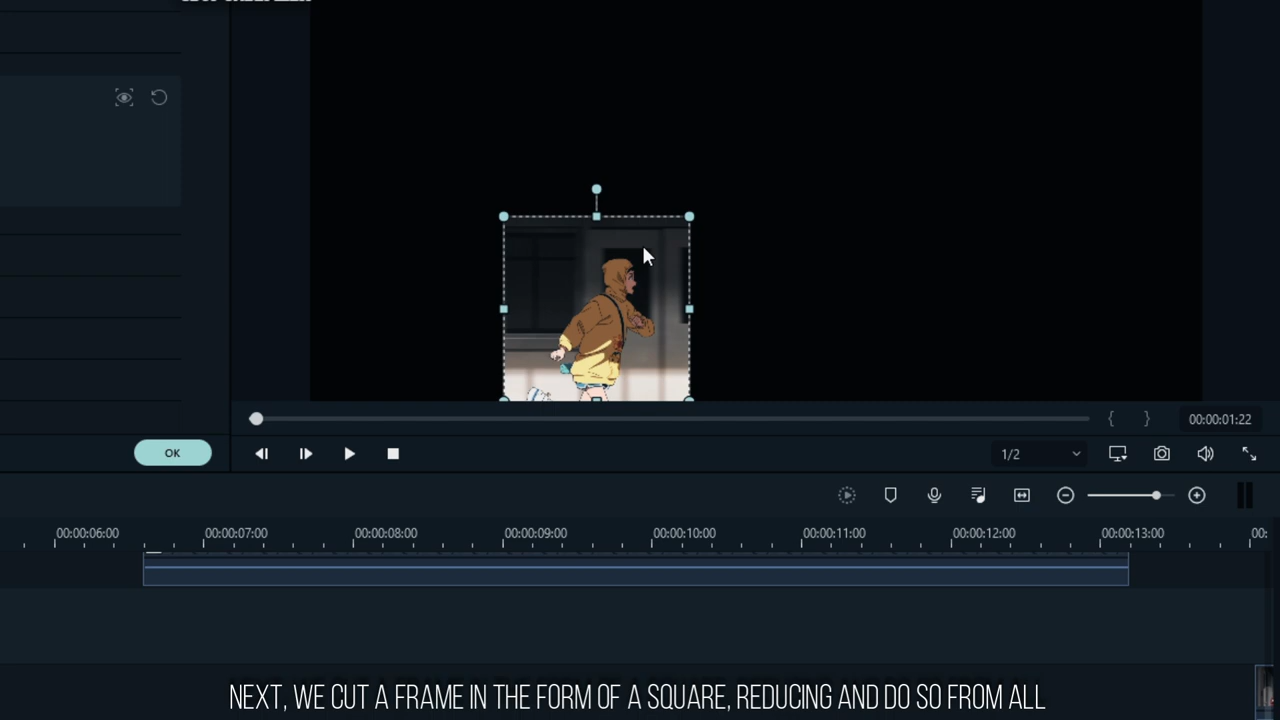 { }
00:00:01:22
OK
1/2
00:00:06:00 00:00:07:00 00:00:08:00 00:00:09:00 00:00:10:00 00:00:11:00 00:00:12:00 00:00:13:00 00:
NEXT, WE CUT A FRAME IN THE FORM OF A SQUARE, REDUCING AND DO SO FROM ALL